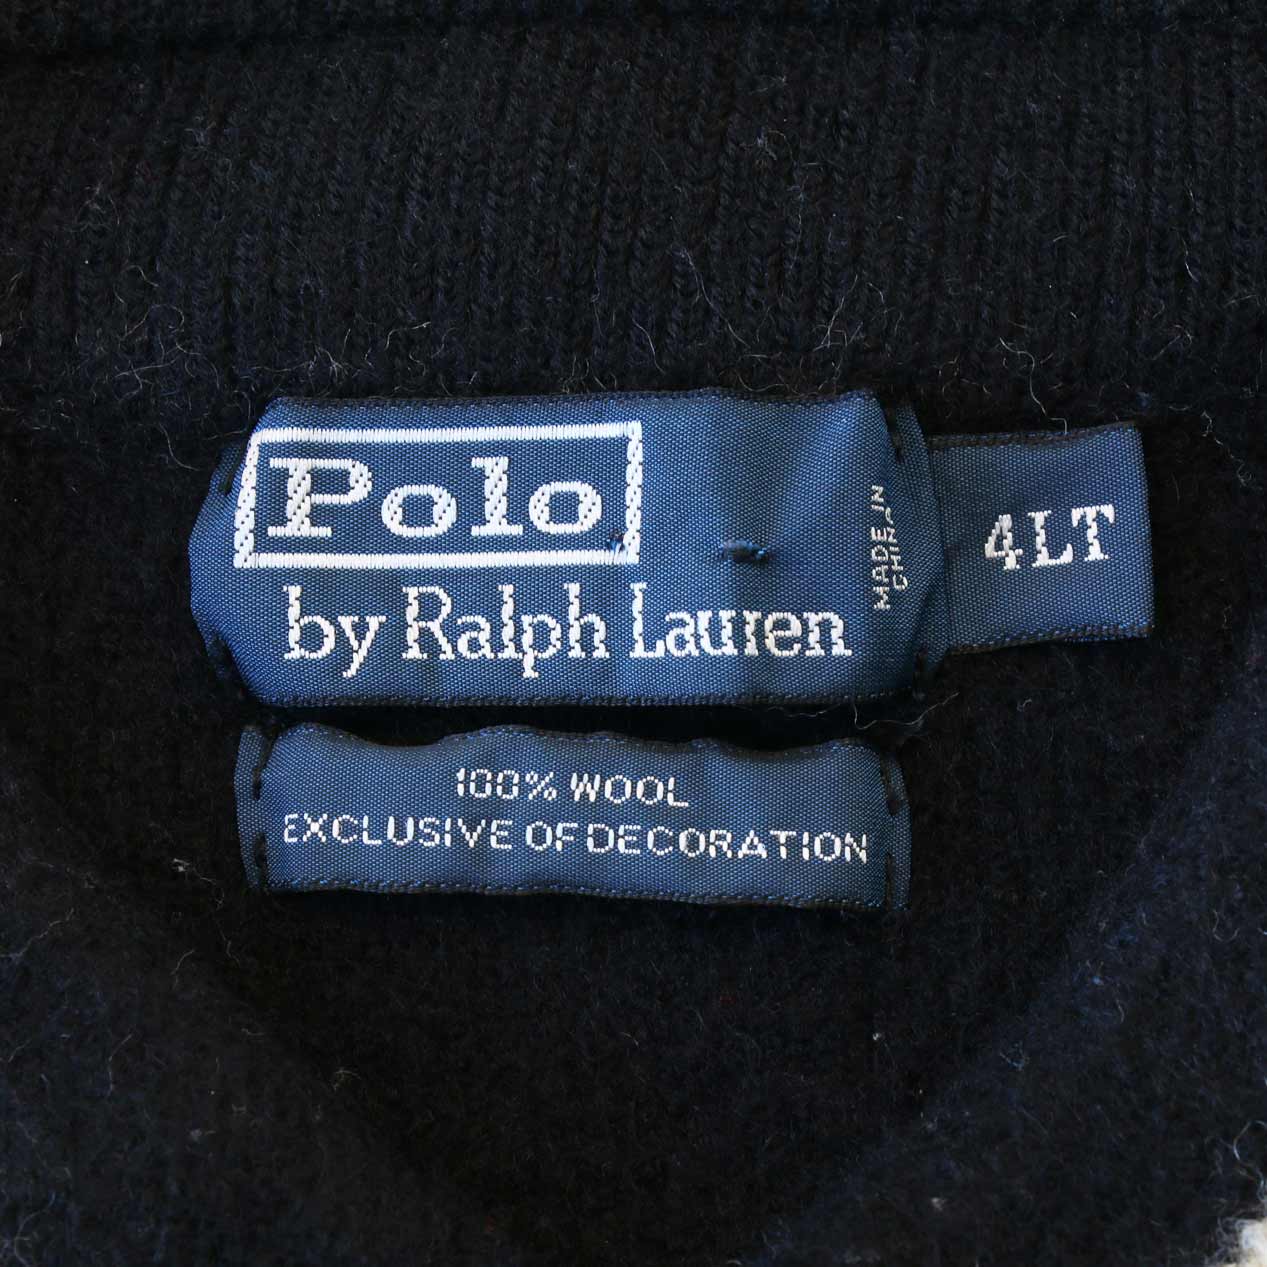 Polo
by Ralph Lauren
MADE IN
CHINA
4LT
100% WOOL
EXCLUSIVE OF DECORATION